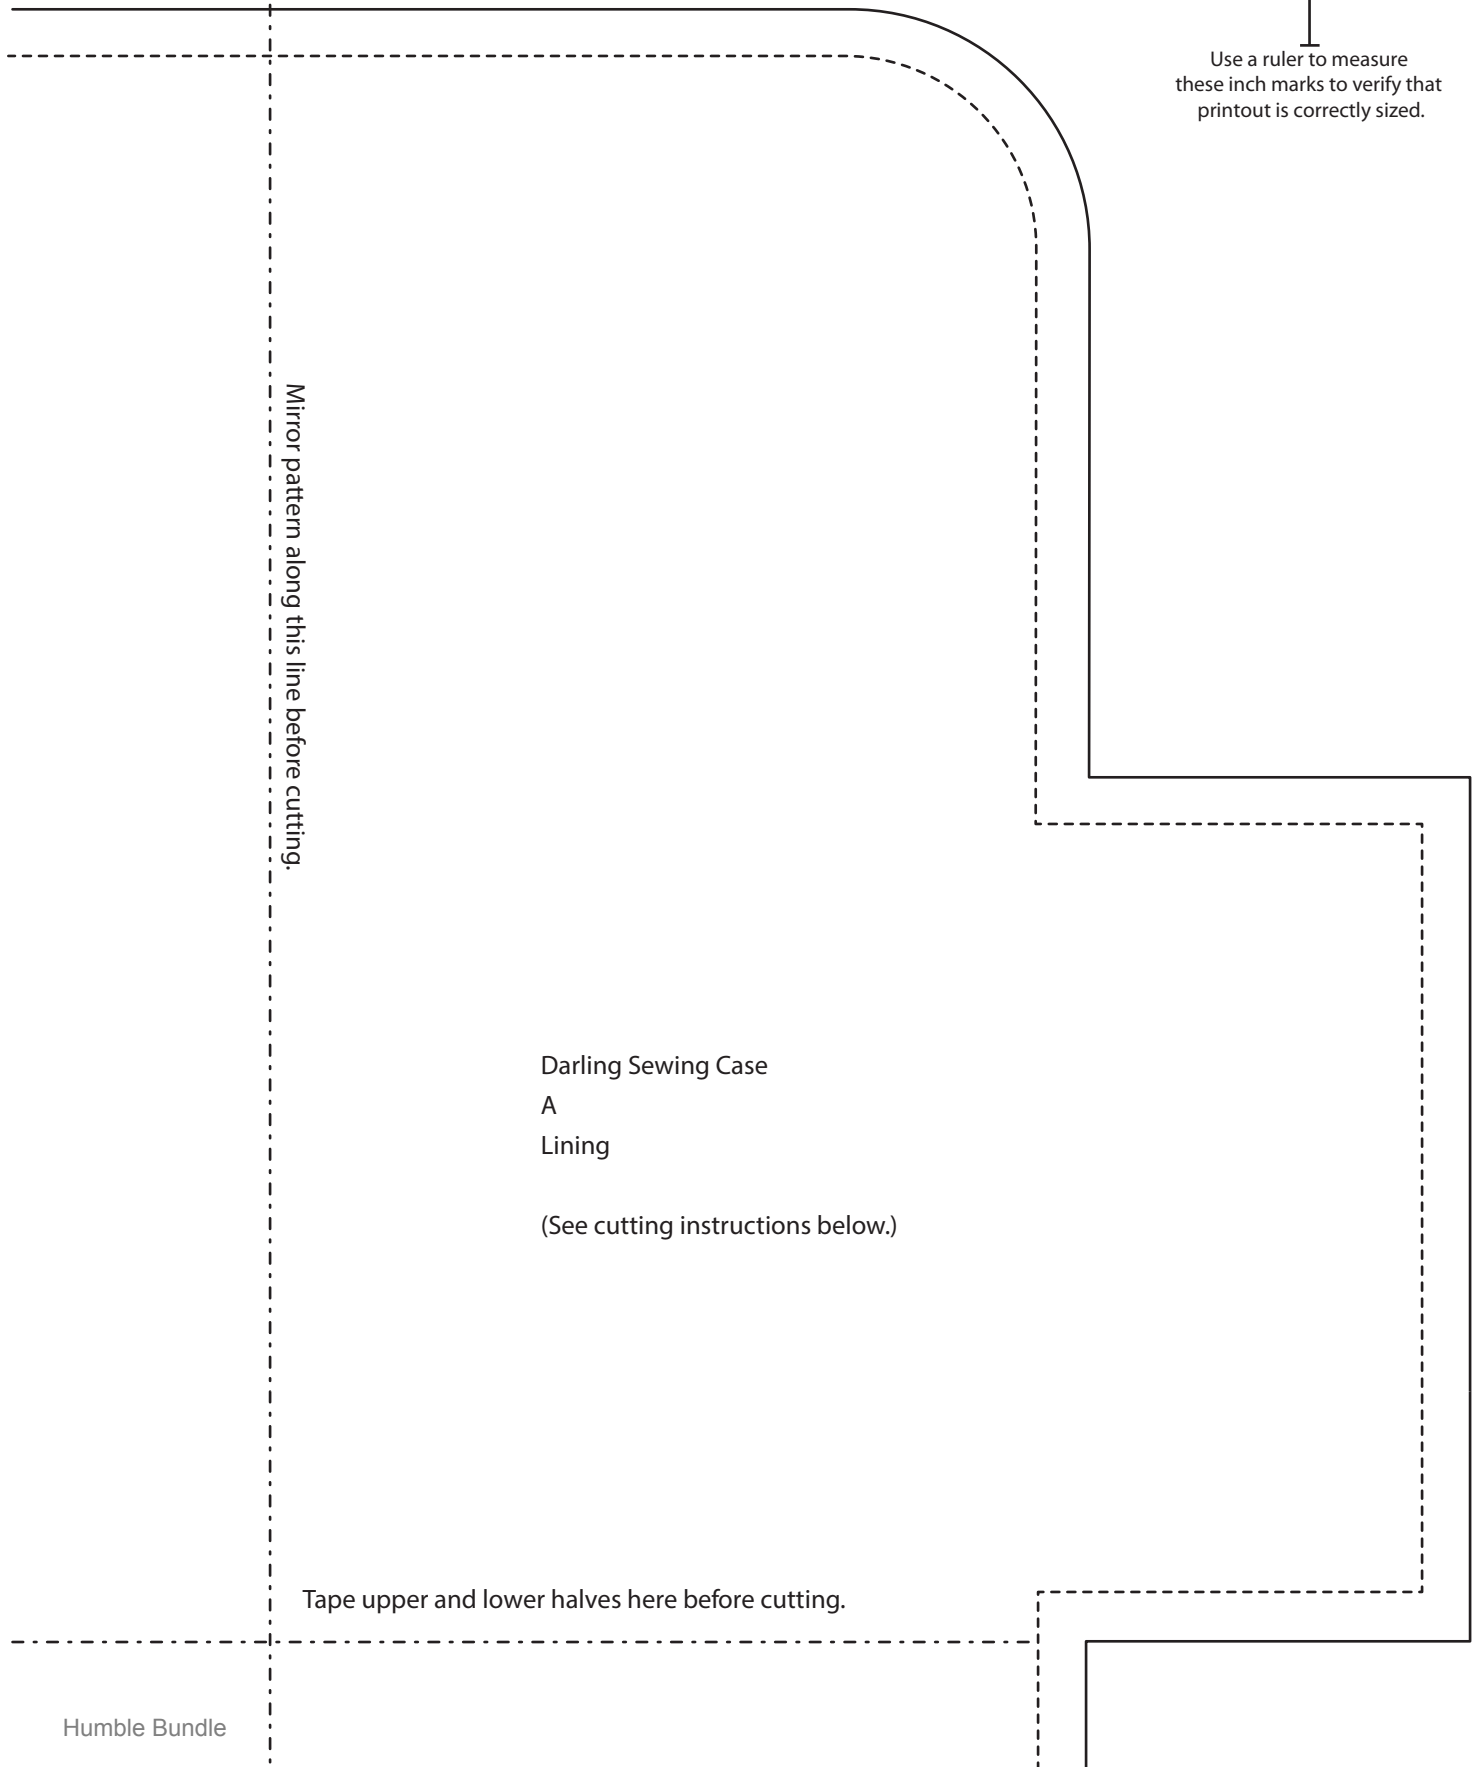 Use a ruler to measure
these inch marks to verify that
printout is correctly sized.
Mirror pattern along this line before cutting.
Darling Sewing Case
A
Lining
(See cutting instructions below.)
Tape upper and lower halves here before cutting.
Humble Bundle